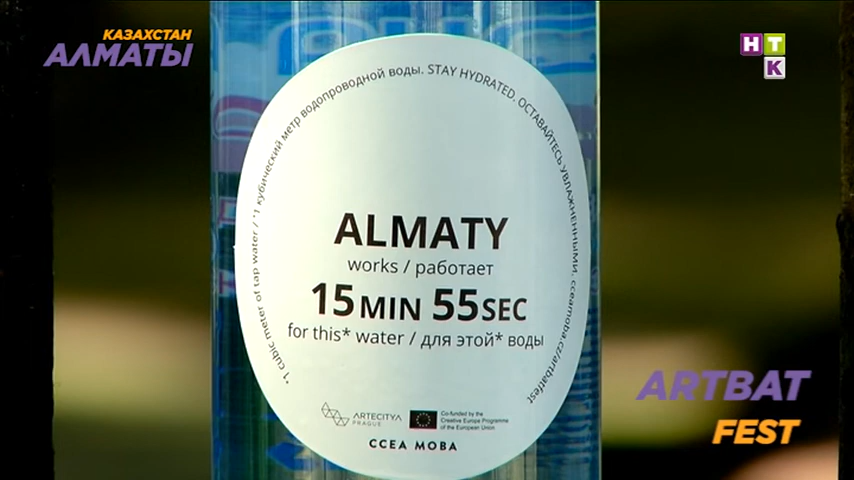 КАЗАХСТАН
АЛМАТЫ
НТК
*1 cubic meter of tap water / *1 кубический метр водопроводной воды. STAY HYDRATED. ОСТАВАЙТЕСЬ УВЛАЖНЕННЫМИ. cceamoba.cz/artbatfest
ALMATY
works / работает
15 MIN 55 SEC
for this* water / для этой* воды
ARTECITYA
PRAGUE
Co-funded by the
Creative Europe Programme
of the European Union
CCEA MOBA
ARTBAT
FEST